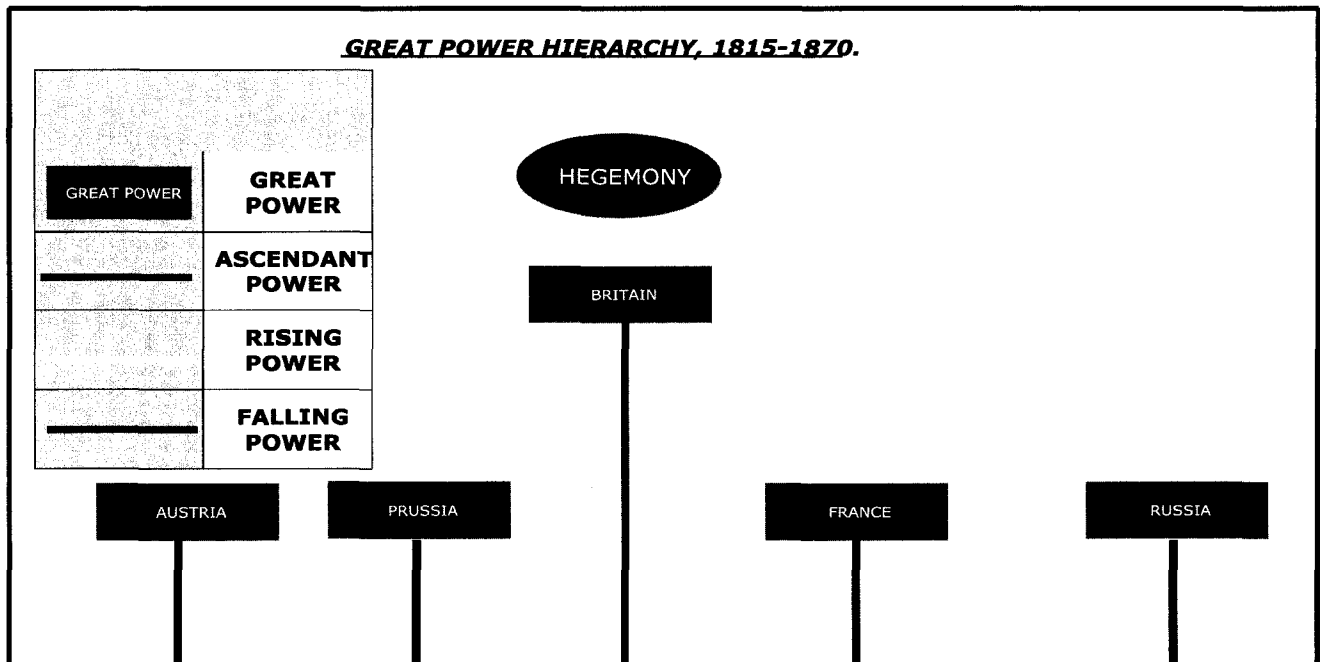 GREAT POWER HIERARCHY, 1815-1870.
GREAT POWER
GREAT
POWER
ASCENDANT
POWER
RISING
POWER
FALLING
POWER
HEGEMONY
BRITAIN
AUSTRIA
PRUSSIA
FRANCE
RUSSIA